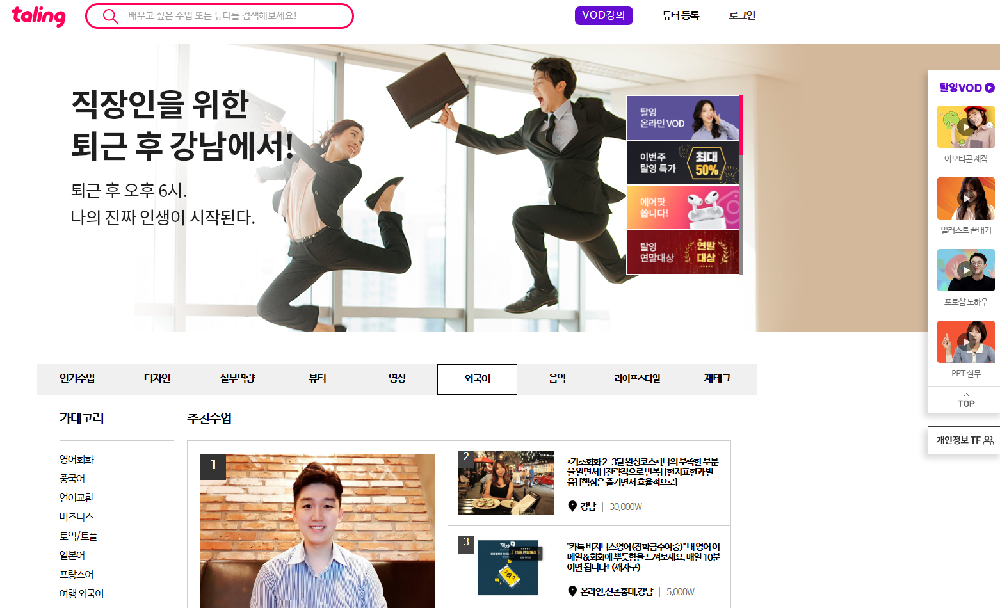 taling
배우고 싶은 수업 또는 튜터를 검색해보세요!
VOD강의
튜터 등록
로그인
직장인을 위한
퇴근 후 강남에서!
퇴근 후 오후 6시.
나의 진짜 인생이 시작된다.
탈잉
온라인 VOD
이번주
탈잉 특가
최대
50%
에어팟
쏩니다!
탈잉
연말대상
연말
대상
탈잉VOD
이모티콘 제작
일러스트 끝내기
포토샵 노하우
PPT 실무
TOP
개인정보 TF
인기수업
디자인
실무역량
뷰티
영상
외국어
음악
라이프스타일
재테크
카테고리
영어회화
중국어
언어교환
비즈니스
토익/토플
일본어
프랑스어
여행 외국어
추천수업
1
2
*기초회화 2-3달 완성코스* [나의 부족한 부분
을 알면서] [전략적으로 반복] [현지표현과 발
음] [핵심은 즐기면서 효율적으로]
강남 | 30,000₩
3
"카톡 비지니스영어(장학금수여중)" 내 영어 이
메일&회화에 뿌듯함을 느껴보세요, 매일 10분
이면 됩니다! (깨자구)
온라인,신촌홍대,강남 | 5,000₩